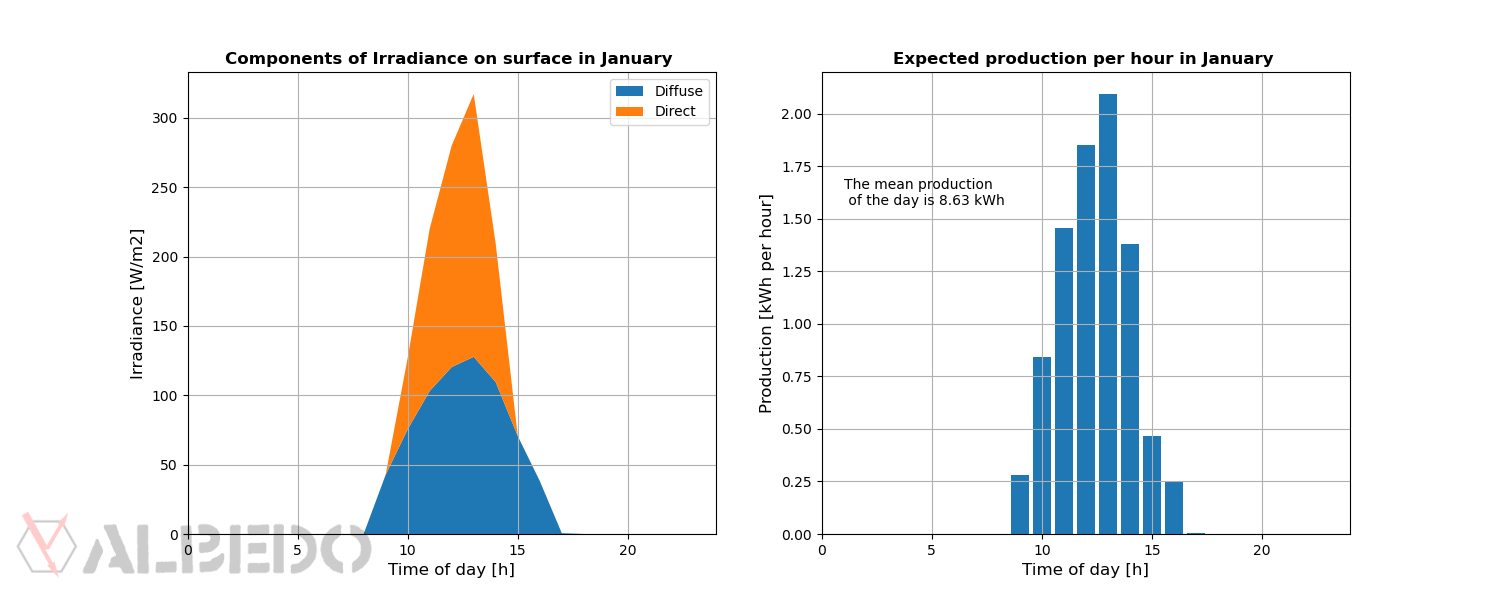 Components of Irradiance on surface in January
Diffuse
Direct
Irradiance [W/m2]
300
250
200
150
100
50
0
0 5 10 15 20
Time of day [h]
Expected production per hour in January
The mean production
of the day is 8.63 kWh
Production [kWh per hour]
2.00
1.75
1.50
1.25
1.00
0.75
0.50
0.25
0.00
0 5 10 15 20
Time of day [h]
ALBEDO